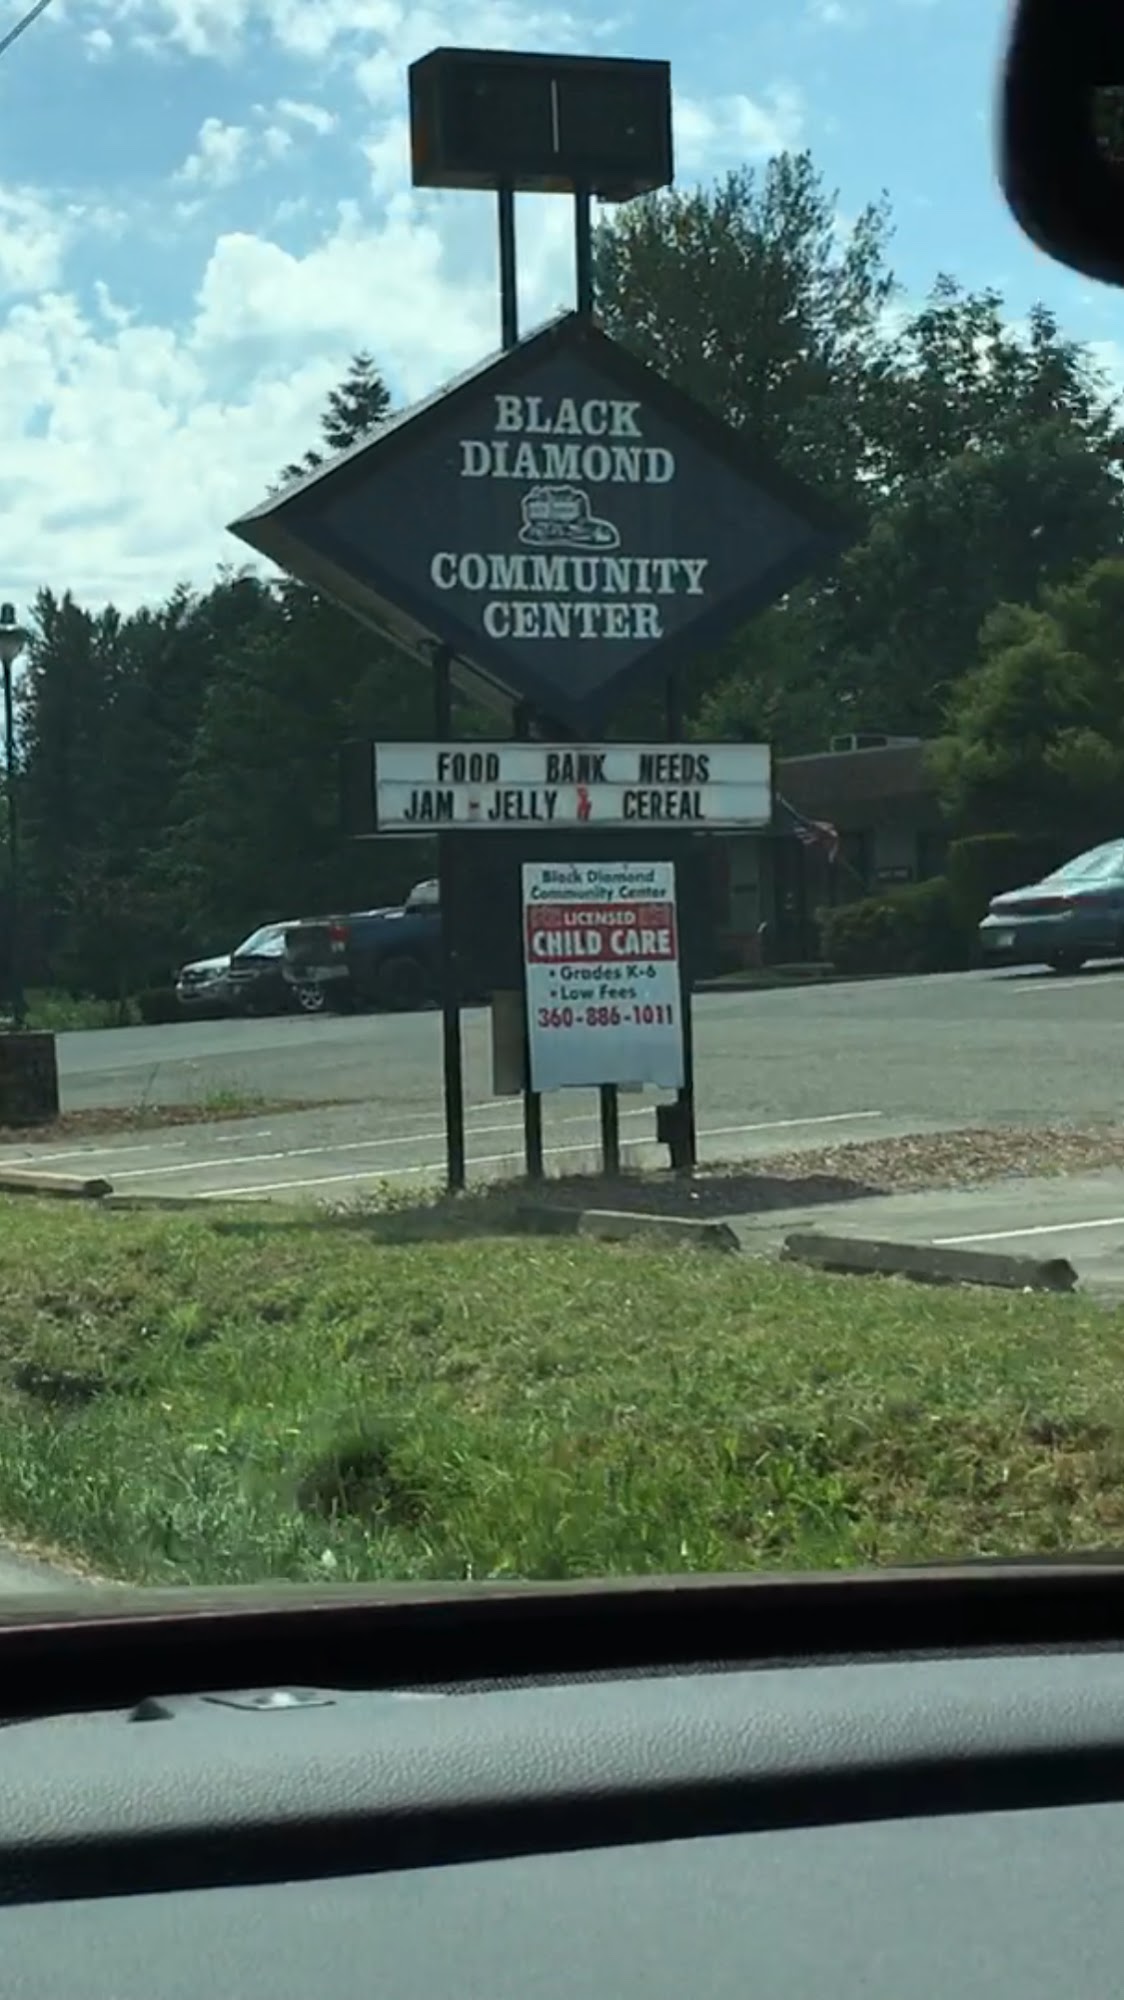 BLACK
DIAMOND
COMMUNITY
CENTER
FOOD BANK NEEDS
JAM - JELLY & CEREAL
Black Diamond
Community Center
LICENSED
CHILD CARE
• Grades K-6
• Low Fees
360-886-1011